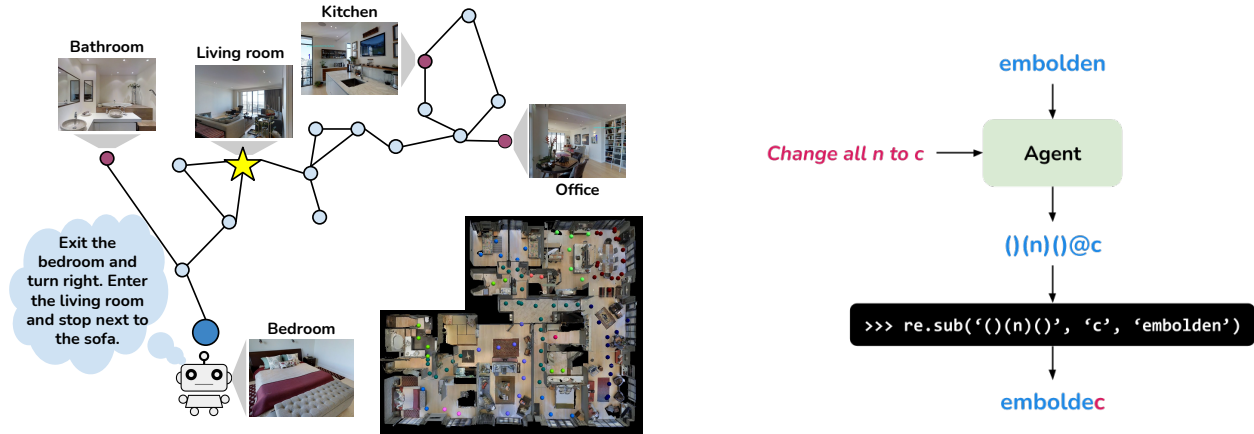 Kitchen
Bathroom
Living room
Office
Exit the
bedroom and
turn right. Enter
the living room
and stop next to
the sofa.
Bedroom
embolden
Change all n to c
Agent
()(n)()@c
>>> re.sub(‘()(n)()’, ‘c’, ‘embolden’)
emboldec